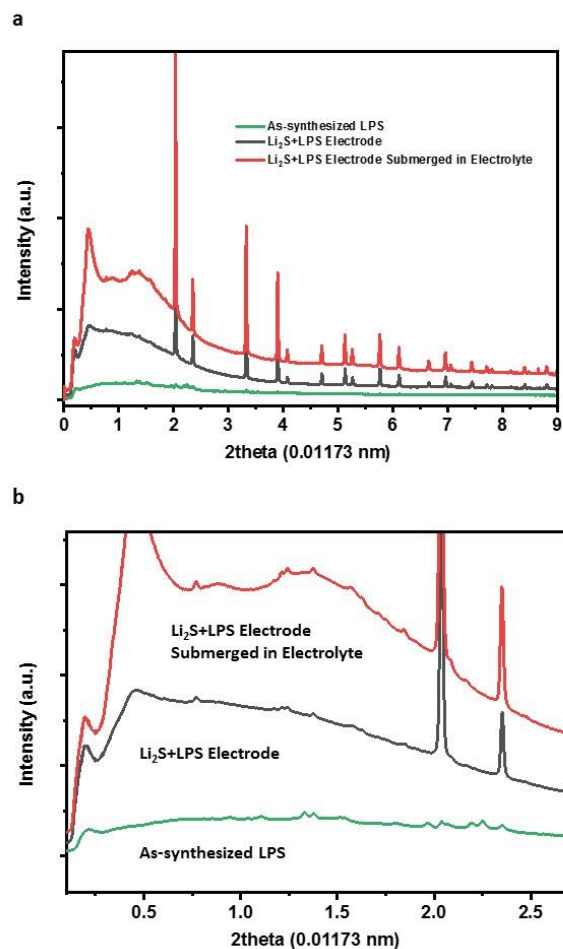 a
Intensity (a.u.)
As-synthesized LPS
Li₂S+LPS Electrode
Li₂S+LPS Electrode Submerged in Electrolyte
0 1 2 3 4 5 6 7 8 9
2theta (0.01173 nm)
b
Intensity (a.u.)
Li₂S+LPS Electrode
Submerged in Electrolyte
Li₂S+LPS Electrode
As-synthesized LPS
0.5 1.0 1.5 2.0 2.5
2theta (0.01173 nm)